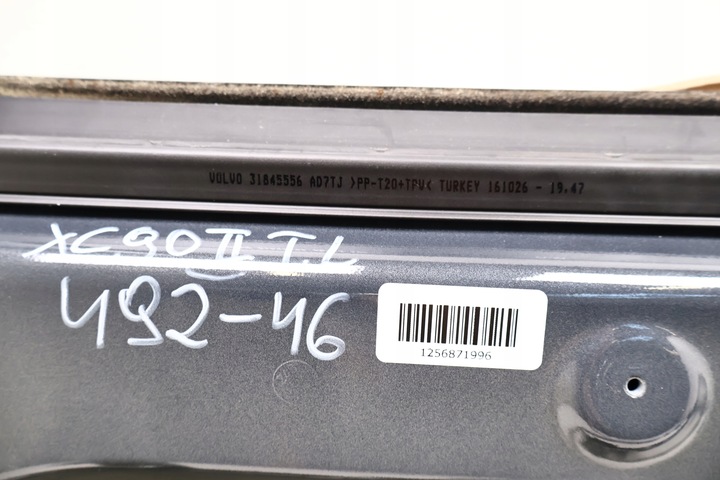 VOLVO 31845556 AD7TJ >PP-T20+TPV< TURKEY 161026 - 19.47
XC90 II T.L
492-46
1256871996